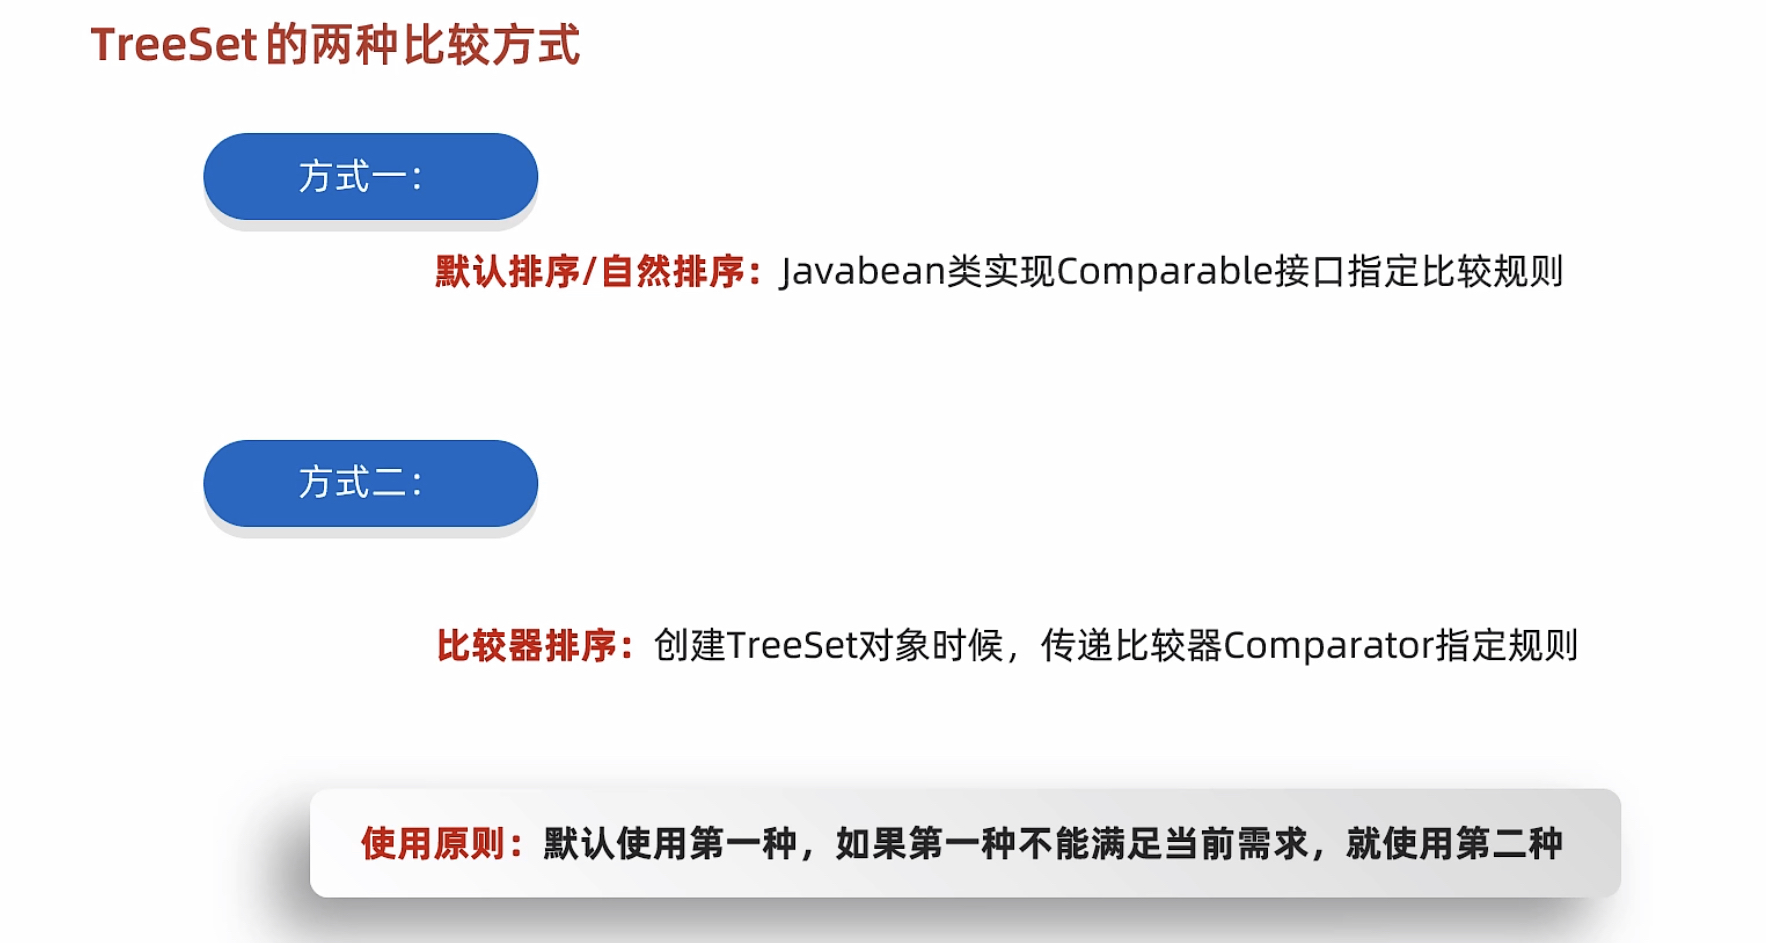 TreeSet的两种比较方式
方式一：
默认排序/自然排序：Javabean类实现Comparable接口指定比较规则
方式二：
比较器排序：创建TreeSet对象时候，传递比较器Comparator指定规则
使用原则：默认使用第一种，如果第一种不能满足当前需求，就使用第二种